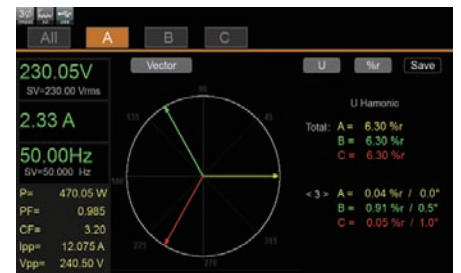 3Ø
All A B C
230.05V
SV=230.00 Vrms
2.33 A
50.00Hz
SV=50.000 Hz
P= 470.05 W
PF= 0.985
CF= 3.20
Ipp= 12.075 A
Vpp= 240.50 V
Vector
90
135 45
180
225 315
270
U %r Save
U Hamonic
Total: A = 6.30 %r
B = 6.30 %r
C = 6.30 %r
< 3 > A = 0.04 %r / 0.0°
B = 0.91 %r / 0.5°
C = 0.05 %r / 1.0°